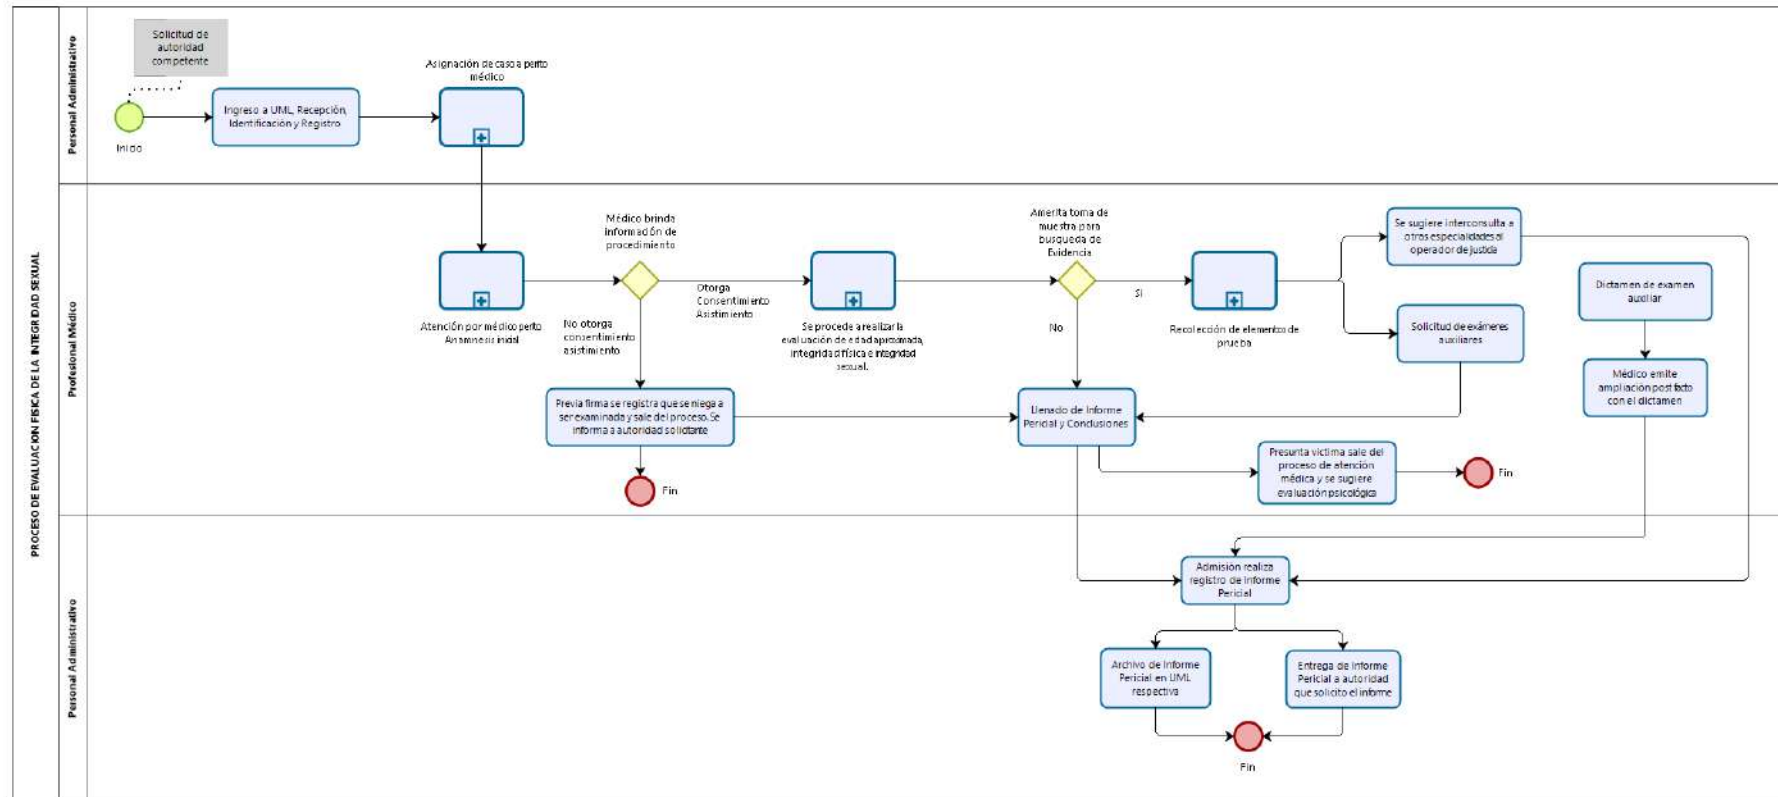 PROCESO DE EVALUACION FISICA DE LA INTEGRIDAD SEXUAL
Personal Administrativo
Solicitud de
autoridad
competente
Inicio
Ingreso a UML, Recepción,
Identificación y Registro
Asignación de caso a perito
médico
Profesional Médico
Atención por médico perito
Anamnesis inicial
Médico brinda
información de
procedimiento
Otorga
Consentimiento
Asistimiento
No otorga
consentimiento
asistimiento
Se procede a realizar la
evaluación de edad aproximada,
integridad física e integridad
sexual.
Amerita toma de
muestra para
busqueda de
Evidencia
Si
No
Recolección de elementos de
prueba
Se sugiere interconsulta a
otros especialidades al
operador de justicia
Solicitud de exámenes
auxiliares
Dictamen de examen
auxiliar
Médico emite
ampliación post facto
con el dictamen
Previa firma se registra que se niega a
ser examinada y sale del proceso. Se
informa a autoridad solicitante
Fin
Llenado de Informe
Pericial y Conclusiones
Presunta victima sale del
proceso de atención
médica y se sugiere
evaluación psicológica
Fin
Personal Administrativo
Admisión realiza
registro de Informe
Pericial
Archivo de Informe
Pericial en UML
respectiva
Entrega de Informe
Pericial a autoridad
que solicito el informe
Fin